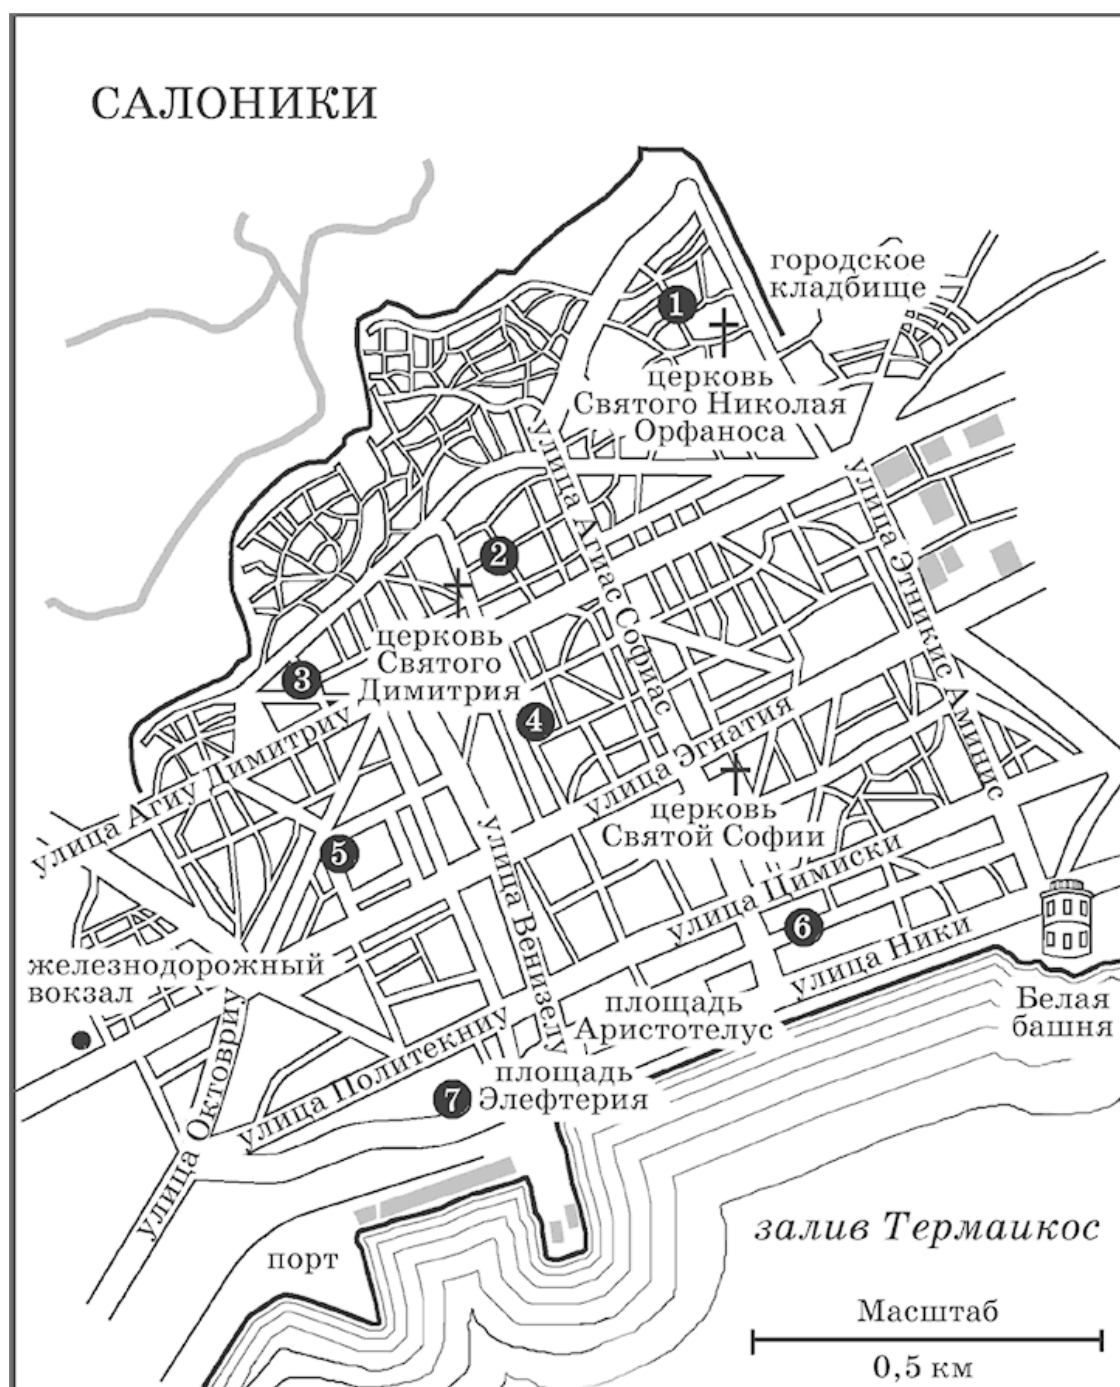 САЛОНИКИ
городское
кладбище
1
церковь
Святого Николая
Орфаноса
улица Агиас Софиас
улица Этникис Аминис
2
церковь
Святого
Димитрия
3
4
улица Агиу Димитриу
улица Эгнатия
церковь
Святой Софии
5
улица Венизелу
улица Цимиски
6
улица Ники
железнодорожный
вокзал
площадь
Аристотелус
Белая
башня
улица Октовриу
улица Политекниу
площадь
Элефтерия
7
порт
залив Термаикос
Масштаб
0,5 км